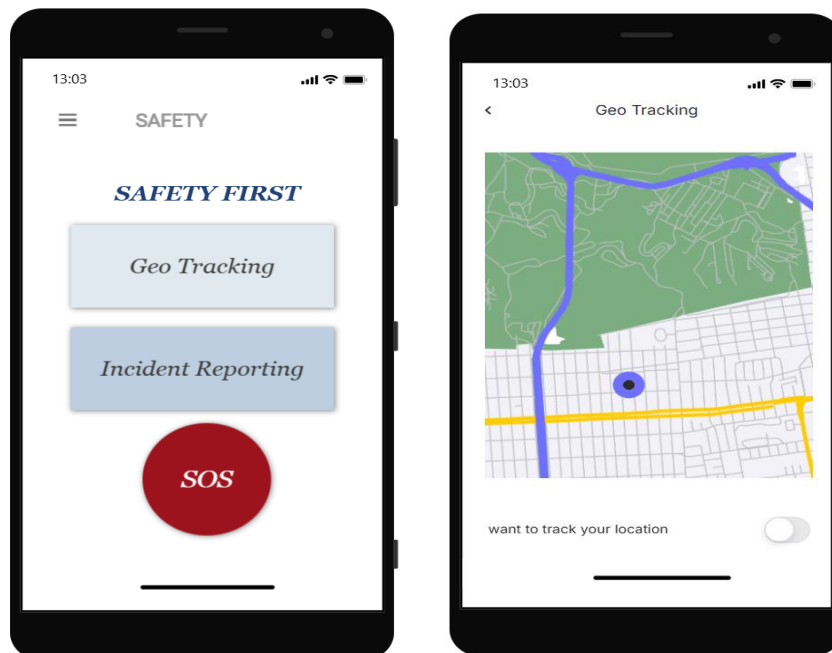 13:03
SAFETY
SAFETY FIRST
Geo Tracking
Incident Reporting
SOS
13:03
Geo Tracking
want to track your location